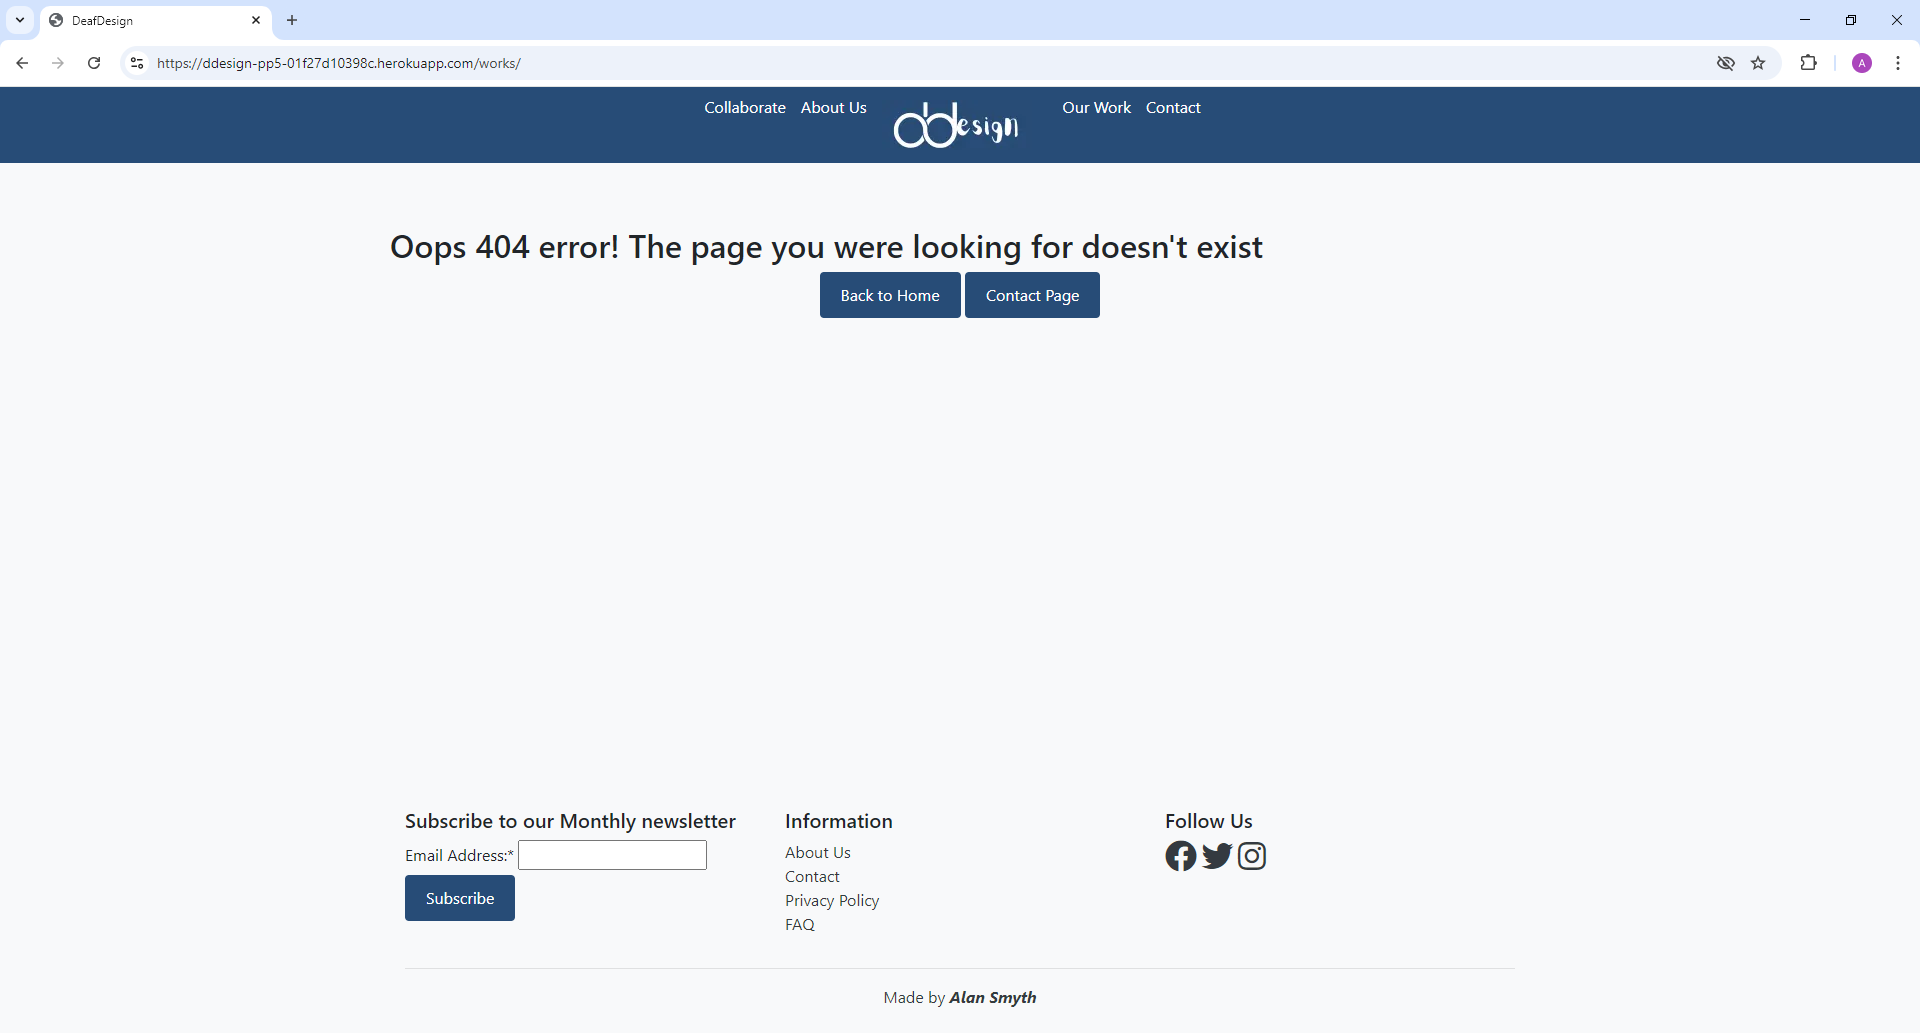 DeafDesign
https://ddesign-pp5-01f27d10398c.herokuapp.com/works/
A
Collaborate About Us dDesign Our Work Contact
Oops 404 error! The page you were looking for doesn't exist
Back to Home Contact Page
Subscribe to our Monthly newsletter
Email Address:*
Subscribe
Information
About Us
Contact
Privacy Policy
FAQ
Follow Us
Made by Alan Smyth